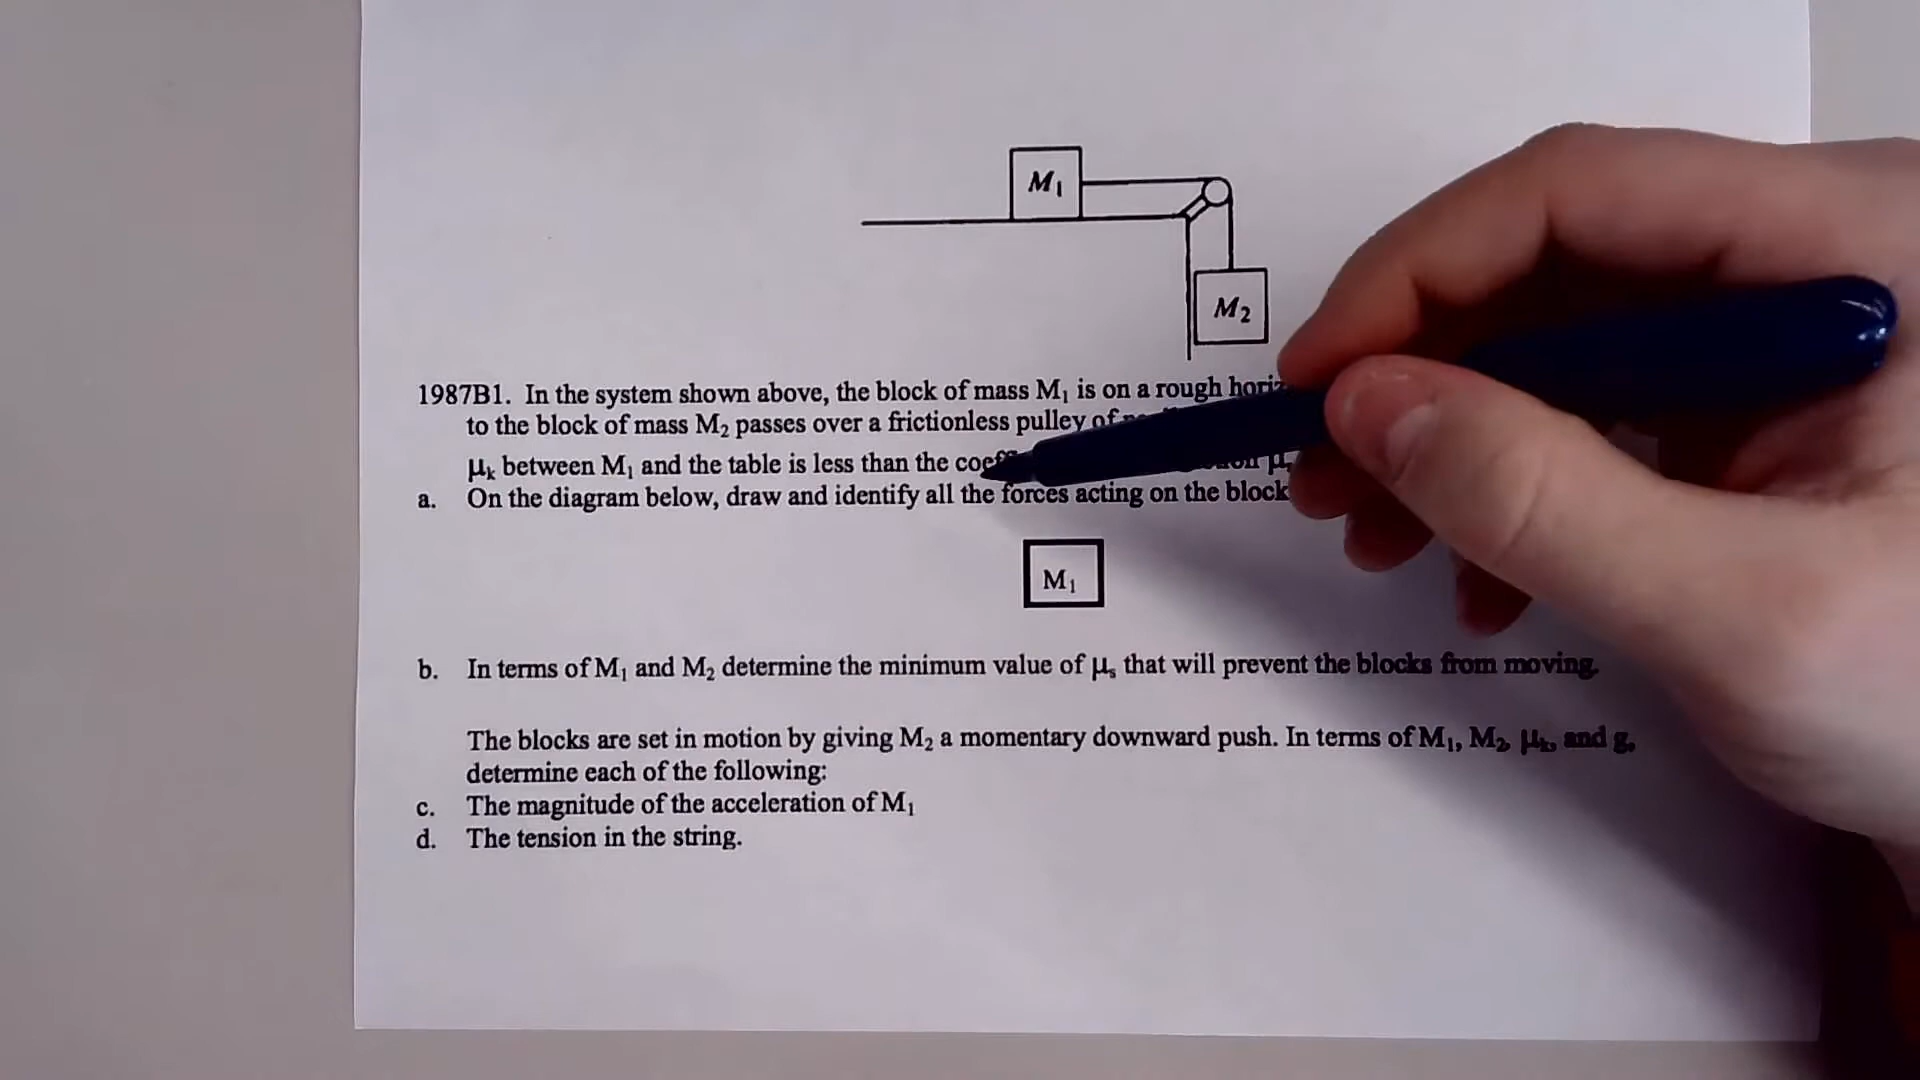 M1
M2
1987B1. In the system shown above, the block of mass M1 is on a rough
to the block of mass M2 passes over a frictionless pulley of
μk between M1 and the table is less than the
a. On the diagram below, draw and identify all the forces acting on the block
M1
b. In terms of M1 and M2 determine the minimum value of μs that will prevent the blocks from moving.
The blocks are set in motion by giving M2 a momentary downward push. In terms of M1, M2, μk, and g,
determine each of the following:
c. The magnitude of the acceleration of M1
d. The tension in the string.